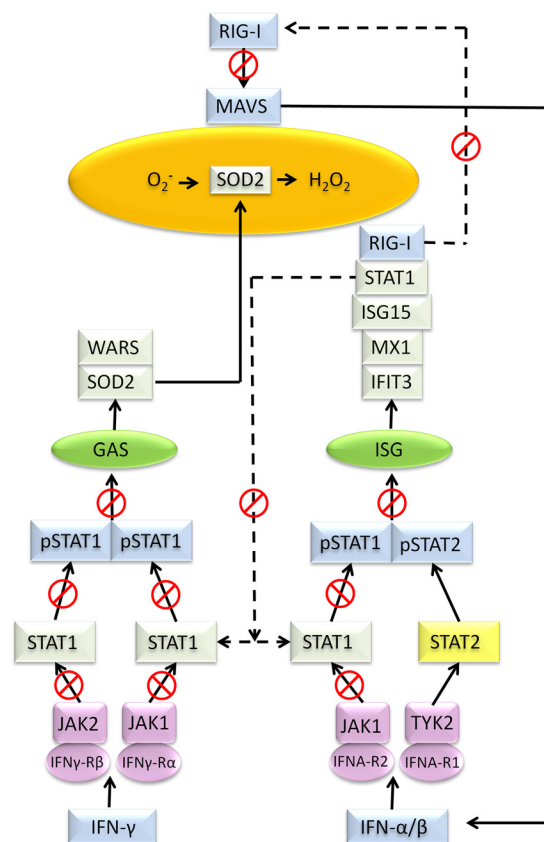 RIG-I
MAVS
O₂⁻ SOD2 H₂O₂
RIG-I
STAT1
ISG15
MX1
IFIT3
WARS
SOD2
GAS
ISG
pSTAT1 pSTAT1
pSTAT1 pSTAT2
STAT1 STAT1 STAT1 STAT2
JAK2 JAK1 JAK1 TYK2
IFNγ-Rβ IFNγ-Rα IFNA-R2 IFNA-R1
IFN-γ IFN-α/β